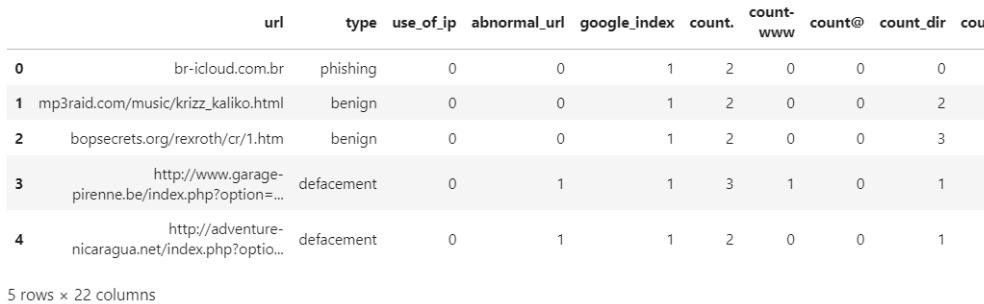 url type use_of_ip abnormal_url google_index count. count-www count@ count_dir cou
0 br-icloud.com.br phishing 0 0 1 2 0 0 0
1 mp3raid.com/music/krizz_kaliko.html benign 0 0 1 2 0 0 2
2 bopsecrets.org/rexroth/cr/1.htm benign 0 0 1 2 0 0 3
3 http://www.garage-pirenne.be/index.php?option=... defacement 0 1 1 3 1 0 1
4 http://adventure-nicaragua.net/index.php?optio... defacement 0 1 1 2 0 0 1
5 rows × 22 columns